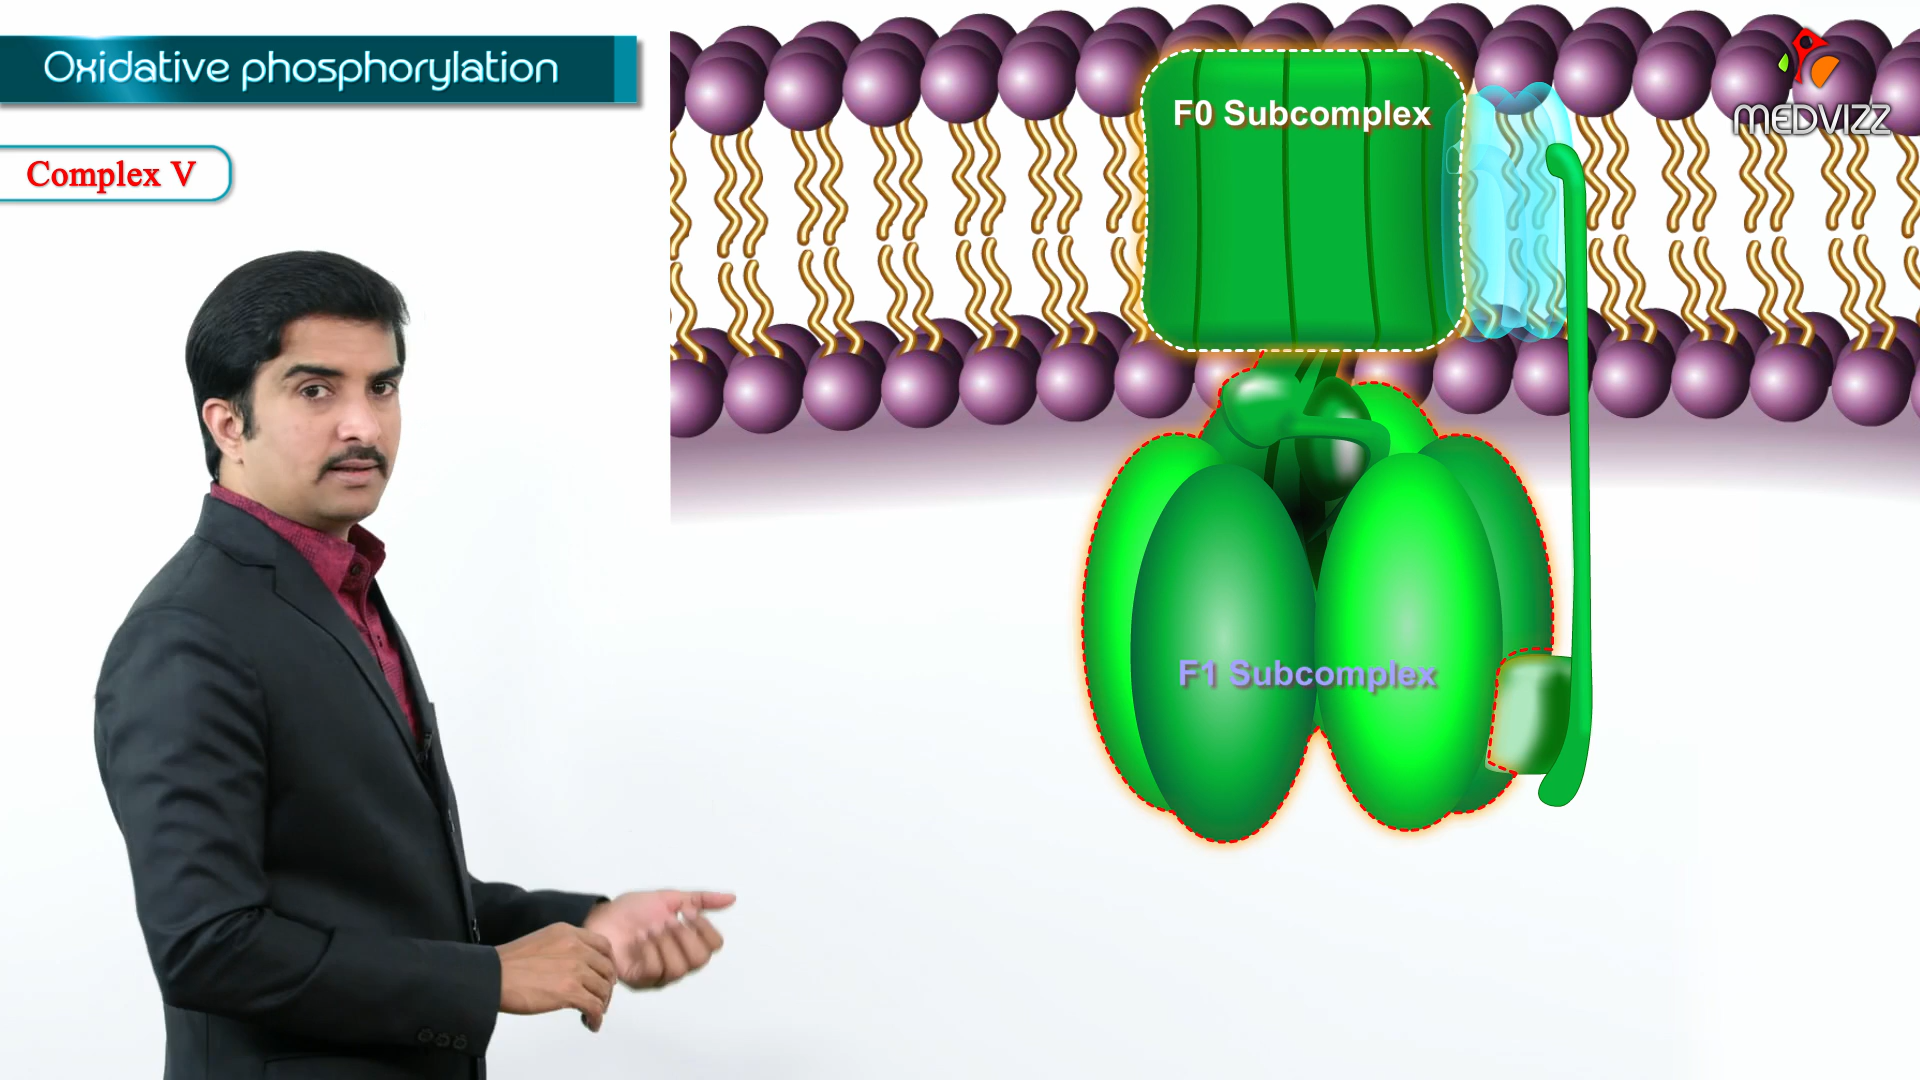 Oxidative phosphorylation
Complex V
F0 Subcomplex
MEDVIZZ
F1 Subcomplex